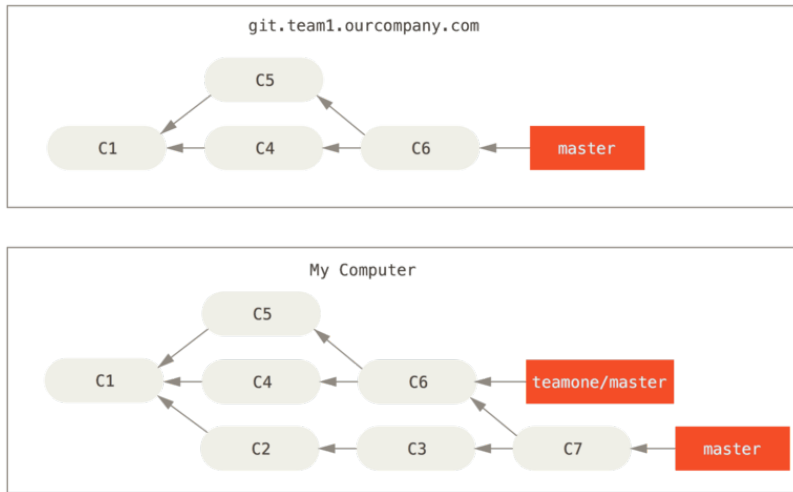 git.team1.ourcompany.com
C5
C1 C4 C6 master
My Computer
C5
C1 C4 C6 teamone/master
C2 C3 C7 master